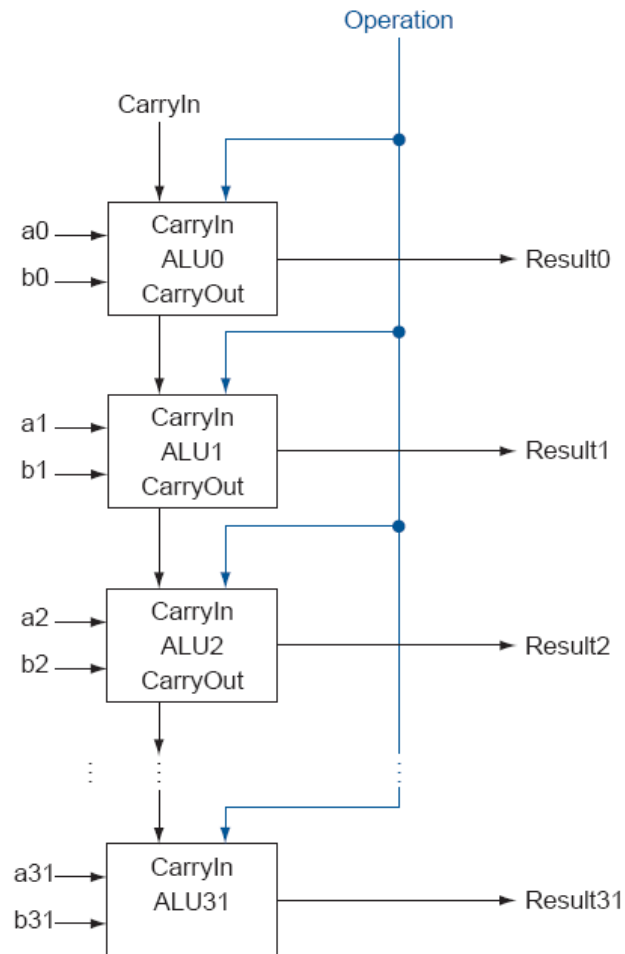 Operation
CarryIn
a0
b0
CarryIn
ALU0
CarryOut
Result0
a1
b1
CarryIn
ALU1
CarryOut
Result1
a2
b2
CarryIn
ALU2
CarryOut
Result2
a31
b31
CarryIn
ALU31
Result31